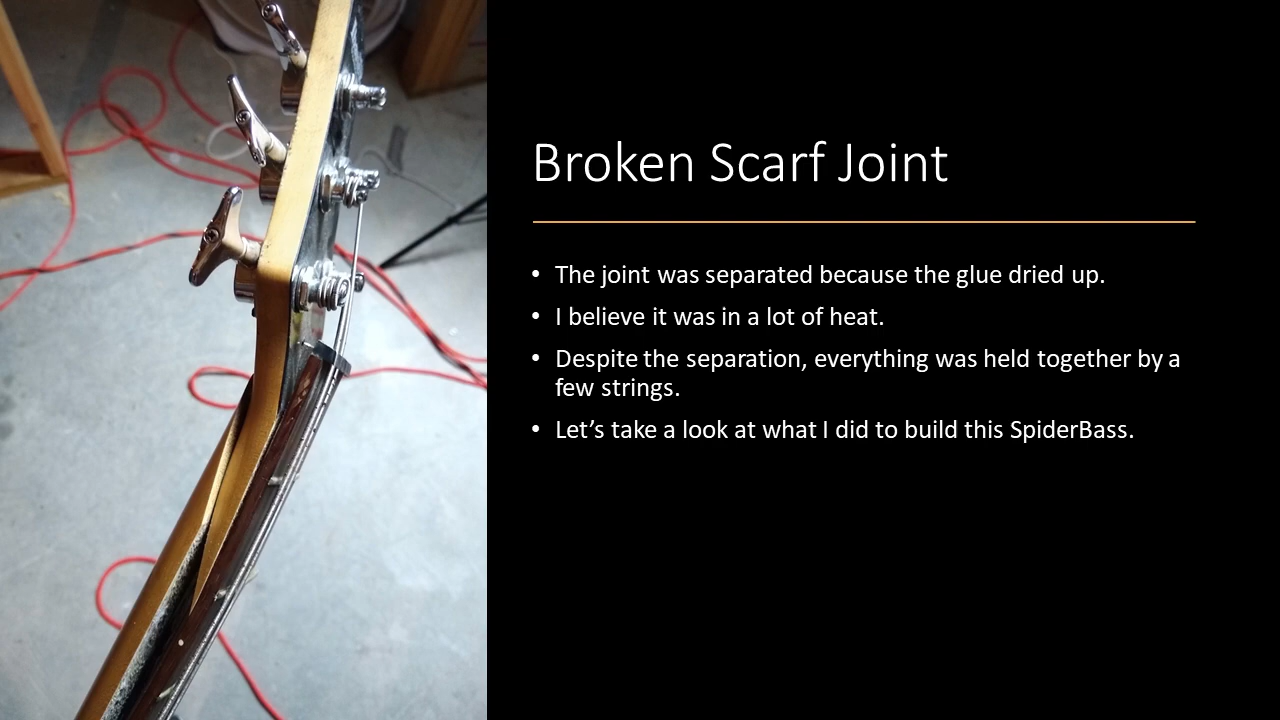 Broken Scarf Joint
• The joint was separated because the glue dried up.
• I believe it was in a lot of heat.
• Despite the separation, everything was held together by a
few strings.
• Let’s take a look at what I did to build this SpiderBass.